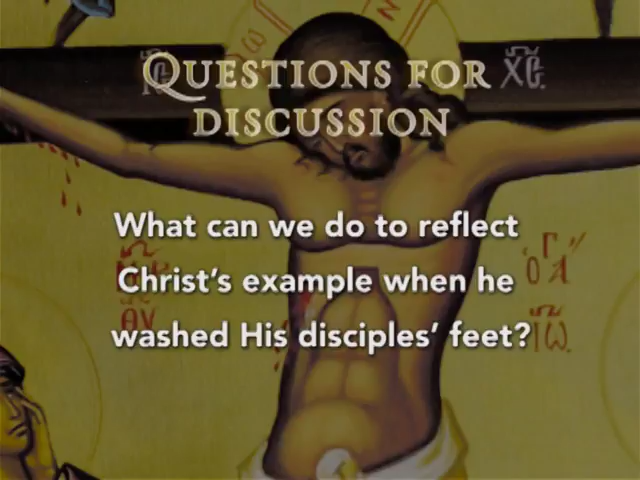 QUESTIONS FOR
DISCUSSION
What can we do to reflect
Christ's example when he
washed His disciples' feet?